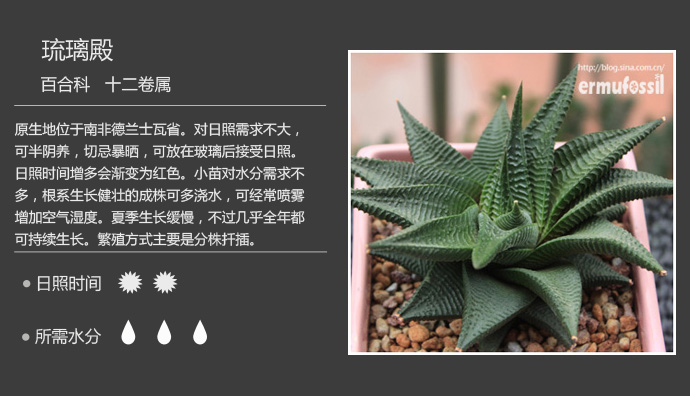 琉璃殿
百合科 十二卷属
原生地位于南非德兰士瓦省。对日照需求不大，
可半阴养，切忌暴晒，可放在玻璃后接受日照。
日照时间增多会渐变为红色。小苗对水分需求不
多，根系生长健壮的成株可多浇水，可经常喷雾
增加空气湿度。夏季生长缓慢，不过几乎全年都
可持续生长。繁殖方式主要是分株扦插。
日照时间
所需水分
http://blog.sina.com.cn/
ermufossil